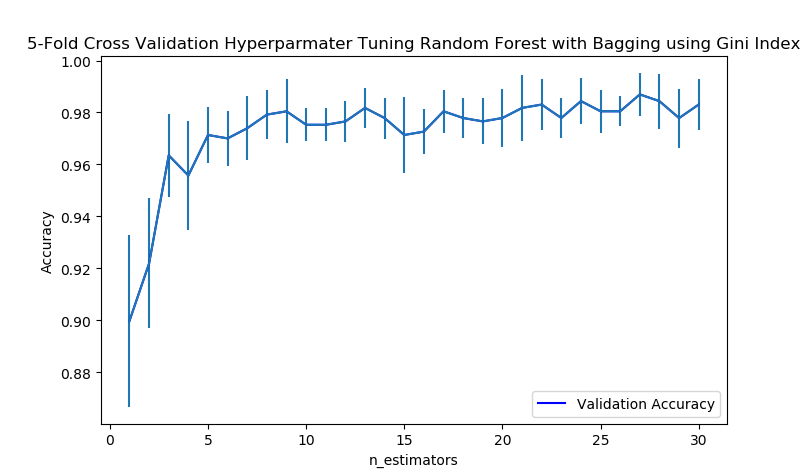 5-Fold Cross Validation Hyperparmater Tuning Random Forest with Bagging using Gini Index
1.00
0.98
0.96
0.94
0.92
0.90
0.88
Accuracy
Validation Accuracy
0 5 10 15 20 25 30
n_estimators